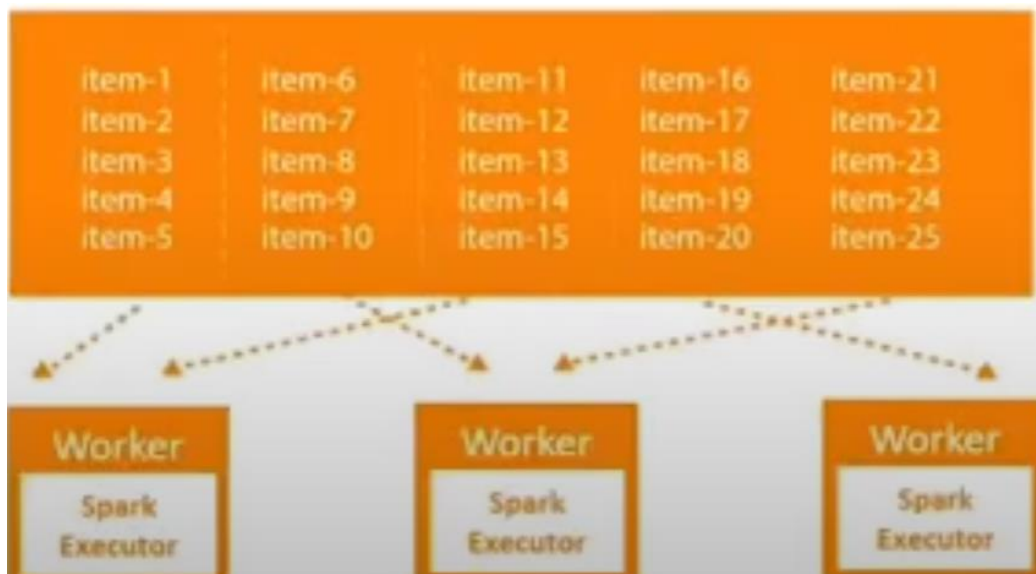 item-1 item-6 item-11 item-16 item-21
item-2 item-7 item-12 item-17 item-22
item-3 item-8 item-13 item-18 item-23
item-4 item-9 item-14 item-19 item-24
item-5 item-10 item-15 item-20 item-25
Worker Worker Worker
Spark Spark Spark
Executor Executor Executor